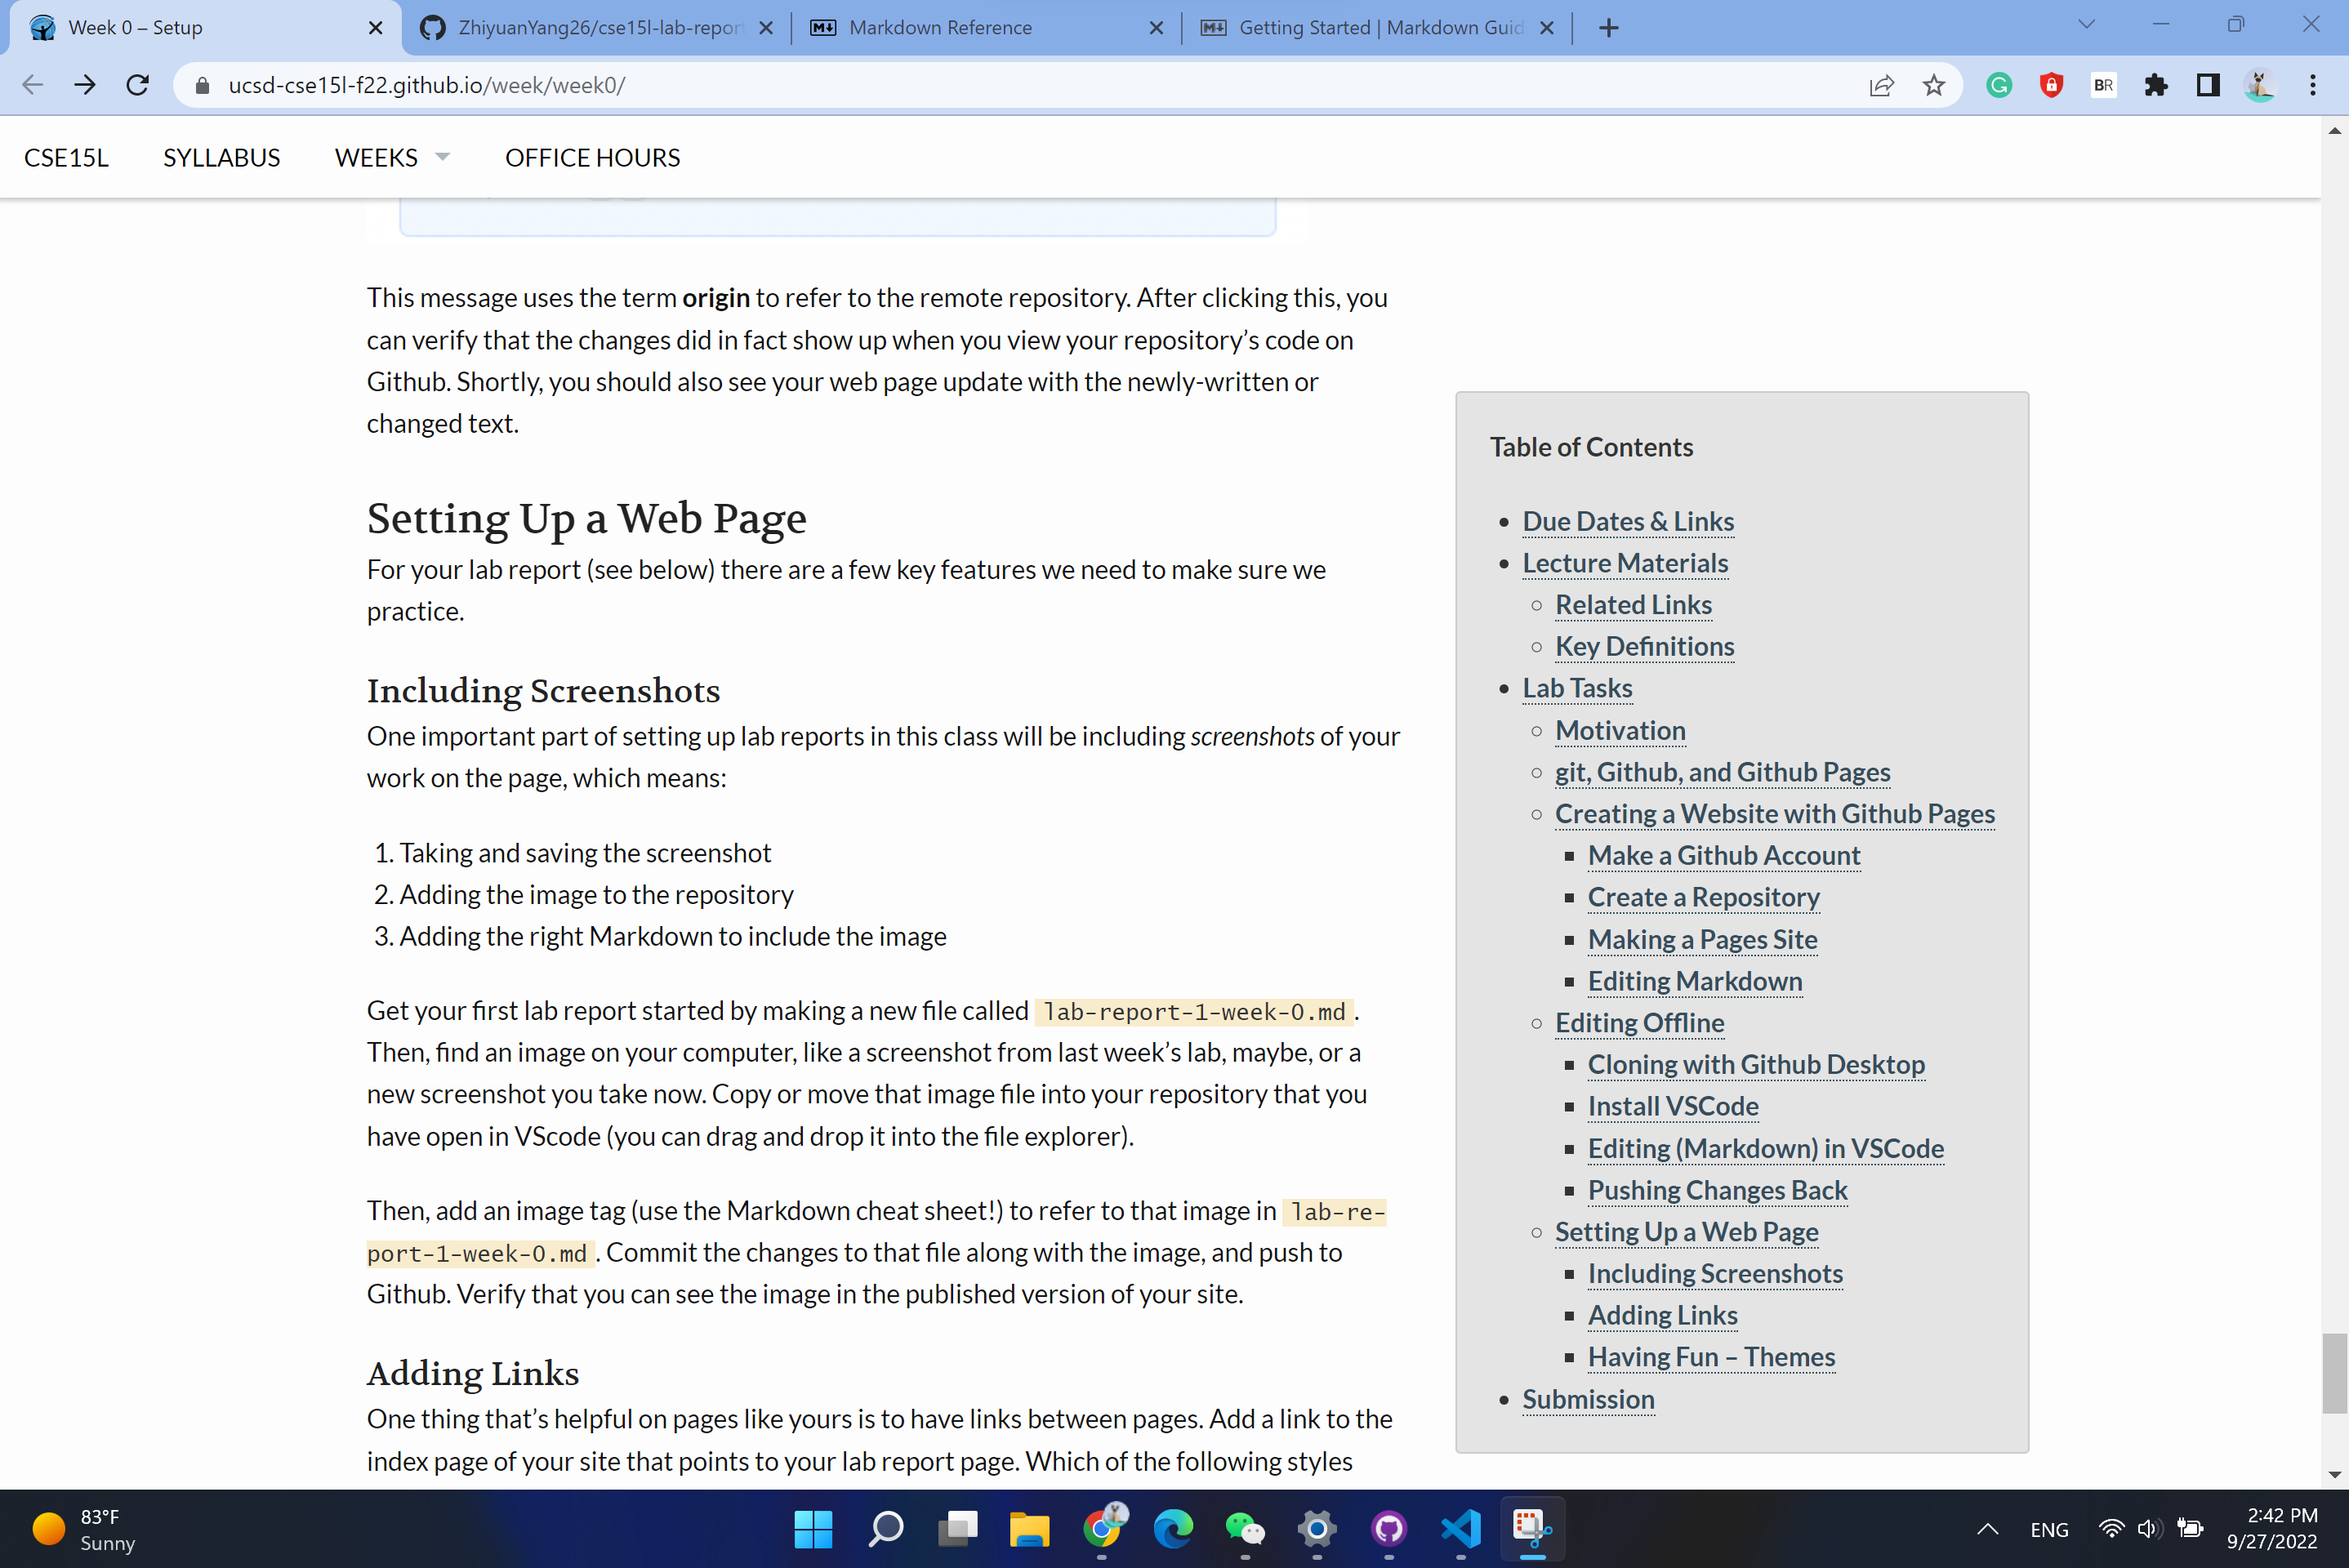 Week 0 – Setup
ZhiyuanYang26/cse15l-lab-report
Markdown Reference
Getting Started | Markdown Guid
ucsd-cse15l-f22.github.io/week/week0/
BR
CSE15L SYLLABUS WEEKS OFFICE HOURS
This message uses the term origin to refer to the remote repository. After clicking this, you
can verify that the changes did in fact show up when you view your repository’s code on
Github. Shortly, you should also see your web page update with the newly-written or
changed text.
Setting Up a Web Page
For your lab report (see below) there are a few key features we need to make sure we
practice.
Including Screenshots
One important part of setting up lab reports in this class will be including screenshots of your
work on the page, which means:
1. Taking and saving the screenshot
2. Adding the image to the repository
3. Adding the right Markdown to include the image
Get your first lab report started by making a new file called lab-report-1-week-0.md.
Then, find an image on your computer, like a screenshot from last week’s lab, maybe, or a
new screenshot you take now. Copy or move that image file into your repository that you
have open in VScode (you can drag and drop it into the file explorer).
Then, add an image tag (use the Markdown cheat sheet!) to refer to that image in lab-re-
port-1-week-0.md. Commit the changes to that file along with the image, and push to
Github. Verify that you can see the image in the published version of your site.
Adding Links
One thing that’s helpful on pages like yours is to have links between pages. Add a link to the
index page of your site that points to your lab report page. Which of the following styles
Table of Contents
Due Dates & Links
Lecture Materials
Related Links
Key Definitions
Lab Tasks
Motivation
git, Github, and Github Pages
Creating a Website with Github Pages
Make a Github Account
Create a Repository
Making a Pages Site
Editing Markdown
Editing Offline
Cloning with Github Desktop
Install VSCode
Editing (Markdown) in VSCode
Pushing Changes Back
Setting Up a Web Page
Including Screenshots
Adding Links
Having Fun – Themes
Submission
83°F
Sunny
ENG
2:42 PM
9/27/2022